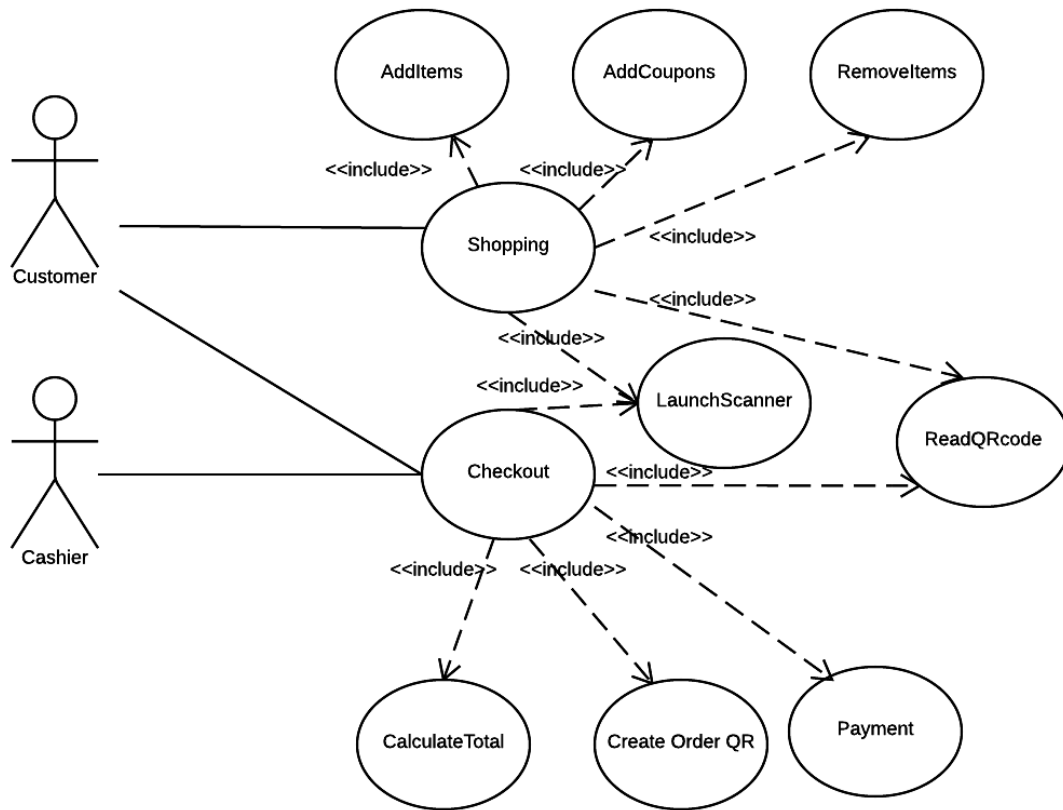 AddItems
AddCoupons
RemoveItems
<<include>>
<<include>>
<<include>>
Shopping
Customer
<<include>>
<<include>>
<<include>>
LaunchScanner
ReadQRcode
Checkout
<<include>>
<<include>>
Cashier
<<include>>
<<include>>
CalculateTotal
Create Order QR
Payment